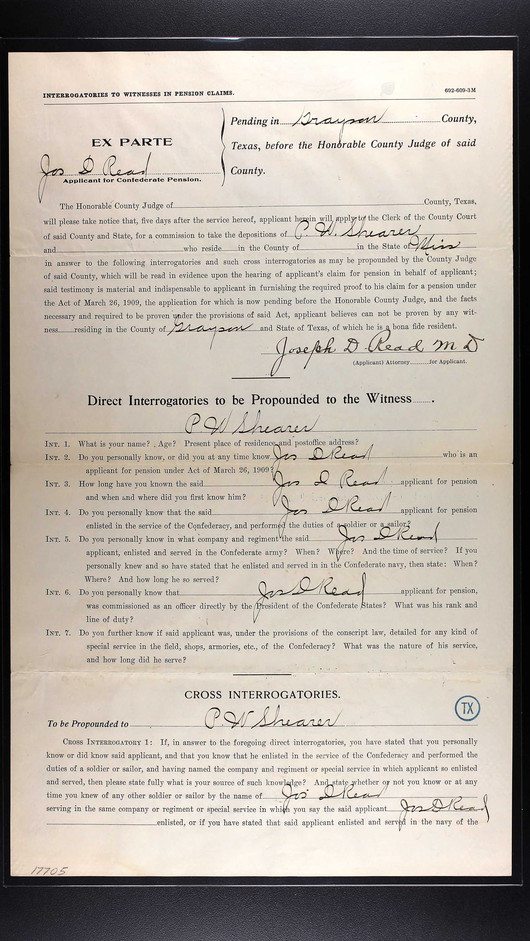 INTERROGATORIES TO WITNESSES IN PENSION CLAIMS. 692-609-3M
Pending in Grayson County,
EX PARTE
Texas, before the Honorable County Judge of said
Jos D Read
Applicant for Confederate Pension.
County.
The Honorable County Judge of County, Texas,
will please take notice that, five days after the service hereof, applicant herein will apply to the Clerk of the County Court
of said County and State, for a commission to take the depositions of P. W. Shearer
and who reside in the County of in the State of Miss
in answer to the following interrogatories and such cross interrogatories as may be propounded by the County Judge
of said County, which will be read in evidence upon the hearing of applicant's claim for pension in behalf of applicant;
said testimony is material and indispensable to applicant in furnishing the required proof to his claim for a pension under
the Act of March 26, 1909, the application for which is now pending before the Honorable County Judge, and the facts
necessary and required to be proven under the provisions of said Act, applicant believes can not be proven by any wit-
ness residing in the County of Grayson and State of Texas, of which he is a bona fide resident.
Joseph D. Read M D
(Applicant) Attorney for Applicant.
Direct Interrogatories to be Propounded to the Witness .
P W Shearer
INT. 1. What is your name? Age? Present place of residence and postoffice address?
INT. 2. Do you personally know, or did you at any time know Jos D Read who is an
applicant for pension under Act of March 26, 1909?
INT. 3. How long have you known the said Jos D Read applicant for pension
and when and where did you first know him?
INT. 4. Do you personally know that the said Jos D Read applicant for pension
enlisted in the service of the Confederacy, and performed the duties of a soldier or a sailor?
INT. 5. Do you personally know in what company and regiment the said Jos D Read
applicant, enlisted and served in the Confederate army? When? Where? And the time of service? If you
personally knew and so have stated that he enlisted and served in in the Confederate navy, then state: When?
Where? And how long he so served?
INT. 6. Do you personally know that Jos D Read applicant for pension,
was commissioned as an officer directly by the President of the Confederate States? What was his rank and
line of duty?
INT. 7. Do you further know if said applicant was, under the provisions of the conscript law, detailed for any kind of
special service in the field, shops, armories, etc., of the Confederacy? What was the nature of his service,
and how long did he serve?
CROSS INTERROGATORIES.
TX
To be Propounded to P. W Shearer
CROSS INTERROGATORY 1: If, in answer to the foregoing direct interrogatories, you have stated that you personally
know or did know said applicant, and that you know that he enlisted in the service of the Confederacy and performed the
duties of a soldier or sailor, and having named the company and regiment or special service in which applicant so enlisted
and served, then please state fully what is your source of such knowledge? And state whether or not you know or at any
time you knew of any other soldier or sailor by the name of Jos D Read
serving in the same company or regiment or special service in which you say the said applicant Jos D Read
enlisted, or if you have stated that said applicant enlisted and served in the navy of the
17705